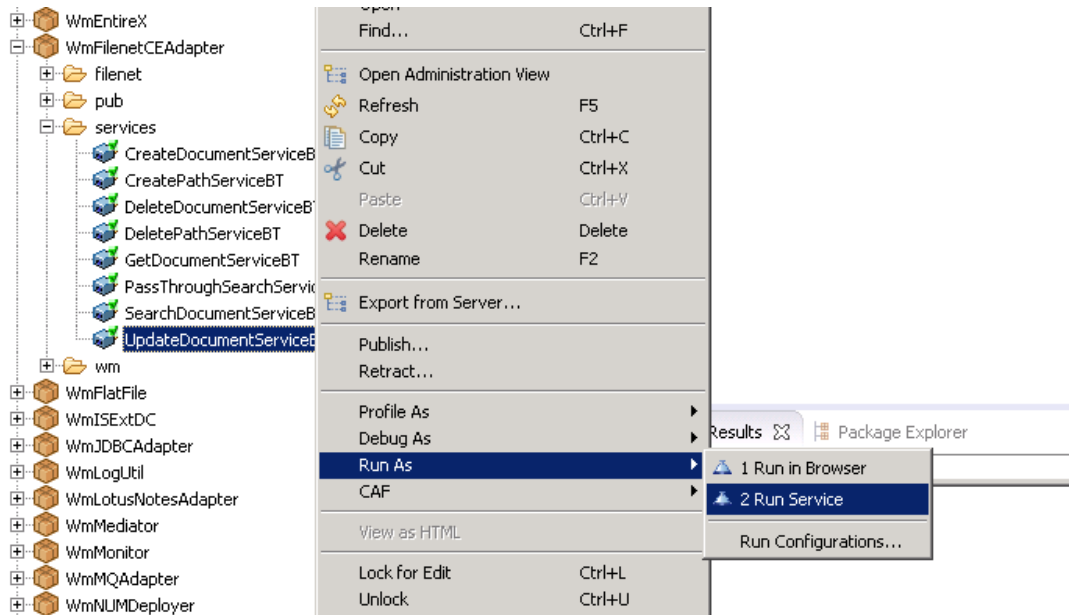 WmEntireX
WmFilenetCEAdapter
filenet
pub
services
CreateDocumentServiceB
CreatePathServiceBT
DeleteDocumentServiceB
DeletePathServiceBT
GetDocumentServiceBT
PassThroughSearchServic
SearchDocumentServiceB
UpdateDocumentServiceB
wm
WmFlatFile
WmISExtDC
WmJDBCAdapter
WmLogUtil
WmLotusNotesAdapter
WmMediator
WmMonitor
WmMQAdapter
WmNUMDeployer
Open
Find... Ctrl+F
Open Administration View
Refresh F5
Copy Ctrl+C
Cut Ctrl+X
Paste Ctrl+V
Delete Delete
Rename F2
Export from Server...
Publish...
Retract...
Profile As
Debug As
Run As
CAF
View as HTML
Lock for Edit Ctrl+L
Unlock Ctrl+U
Results Package Explorer
1 Run in Browser
2 Run Service
Run Configurations...